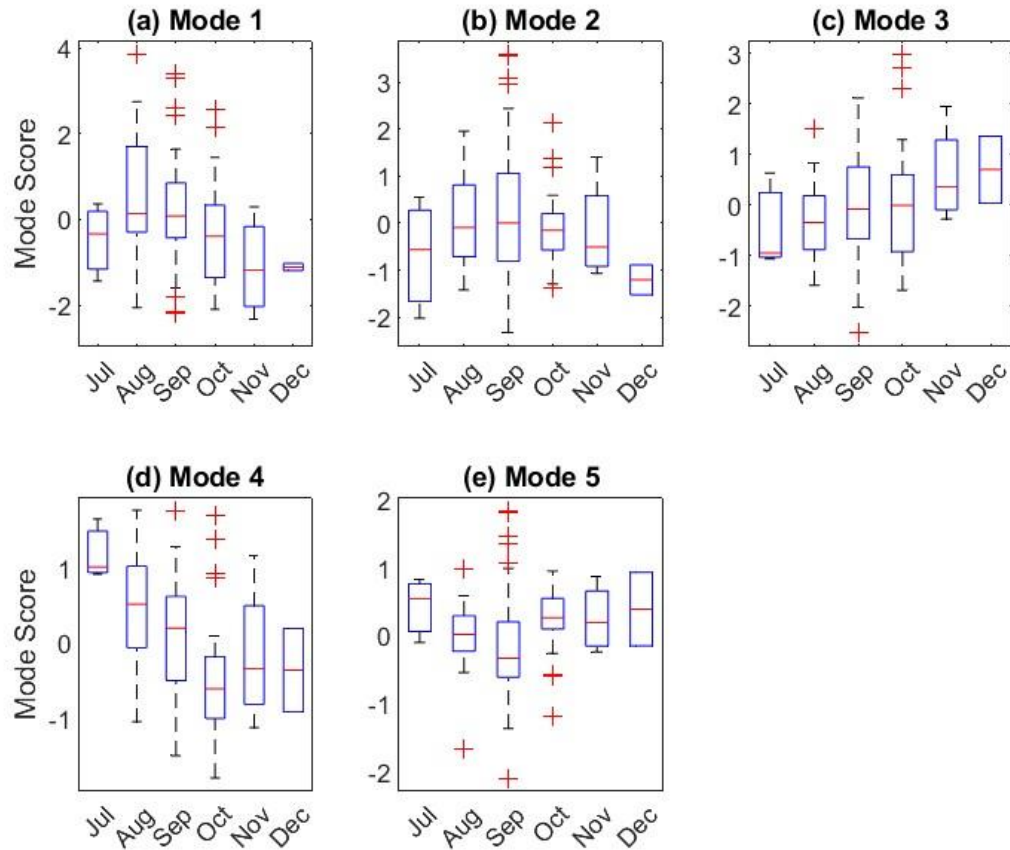 (a) Mode 1
(b) Mode 2
(c) Mode 3
Mode Score
4
2
0
-2
3
2
1
0
-1
-2
3
2
1
0
-1
-2
Jul Aug Sep Oct Nov Dec
Jul Aug Sep Oct Nov Dec
Jul Aug Sep Oct Nov Dec
(d) Mode 4
(e) Mode 5
Mode Score
1
0
-1
2
1
0
-1
-2
Jul Aug Sep Oct Nov Dec
Jul Aug Sep Oct Nov Dec